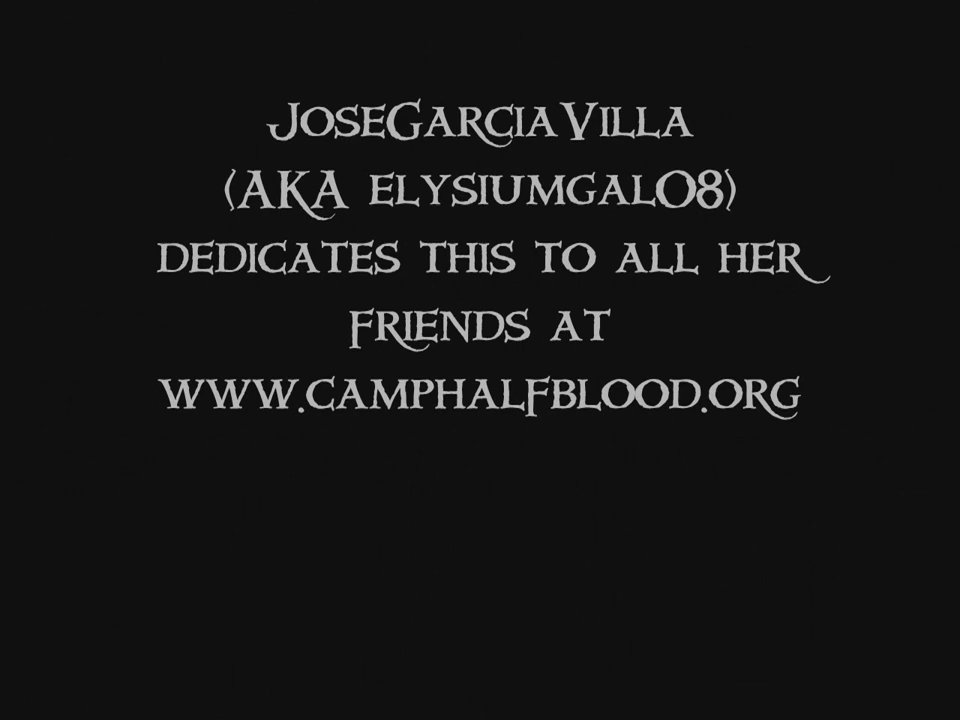 JoseGarciaVilla
(AKA elysiumgal08)
dedicates this to all her
friends at
www.camphalfblood.org